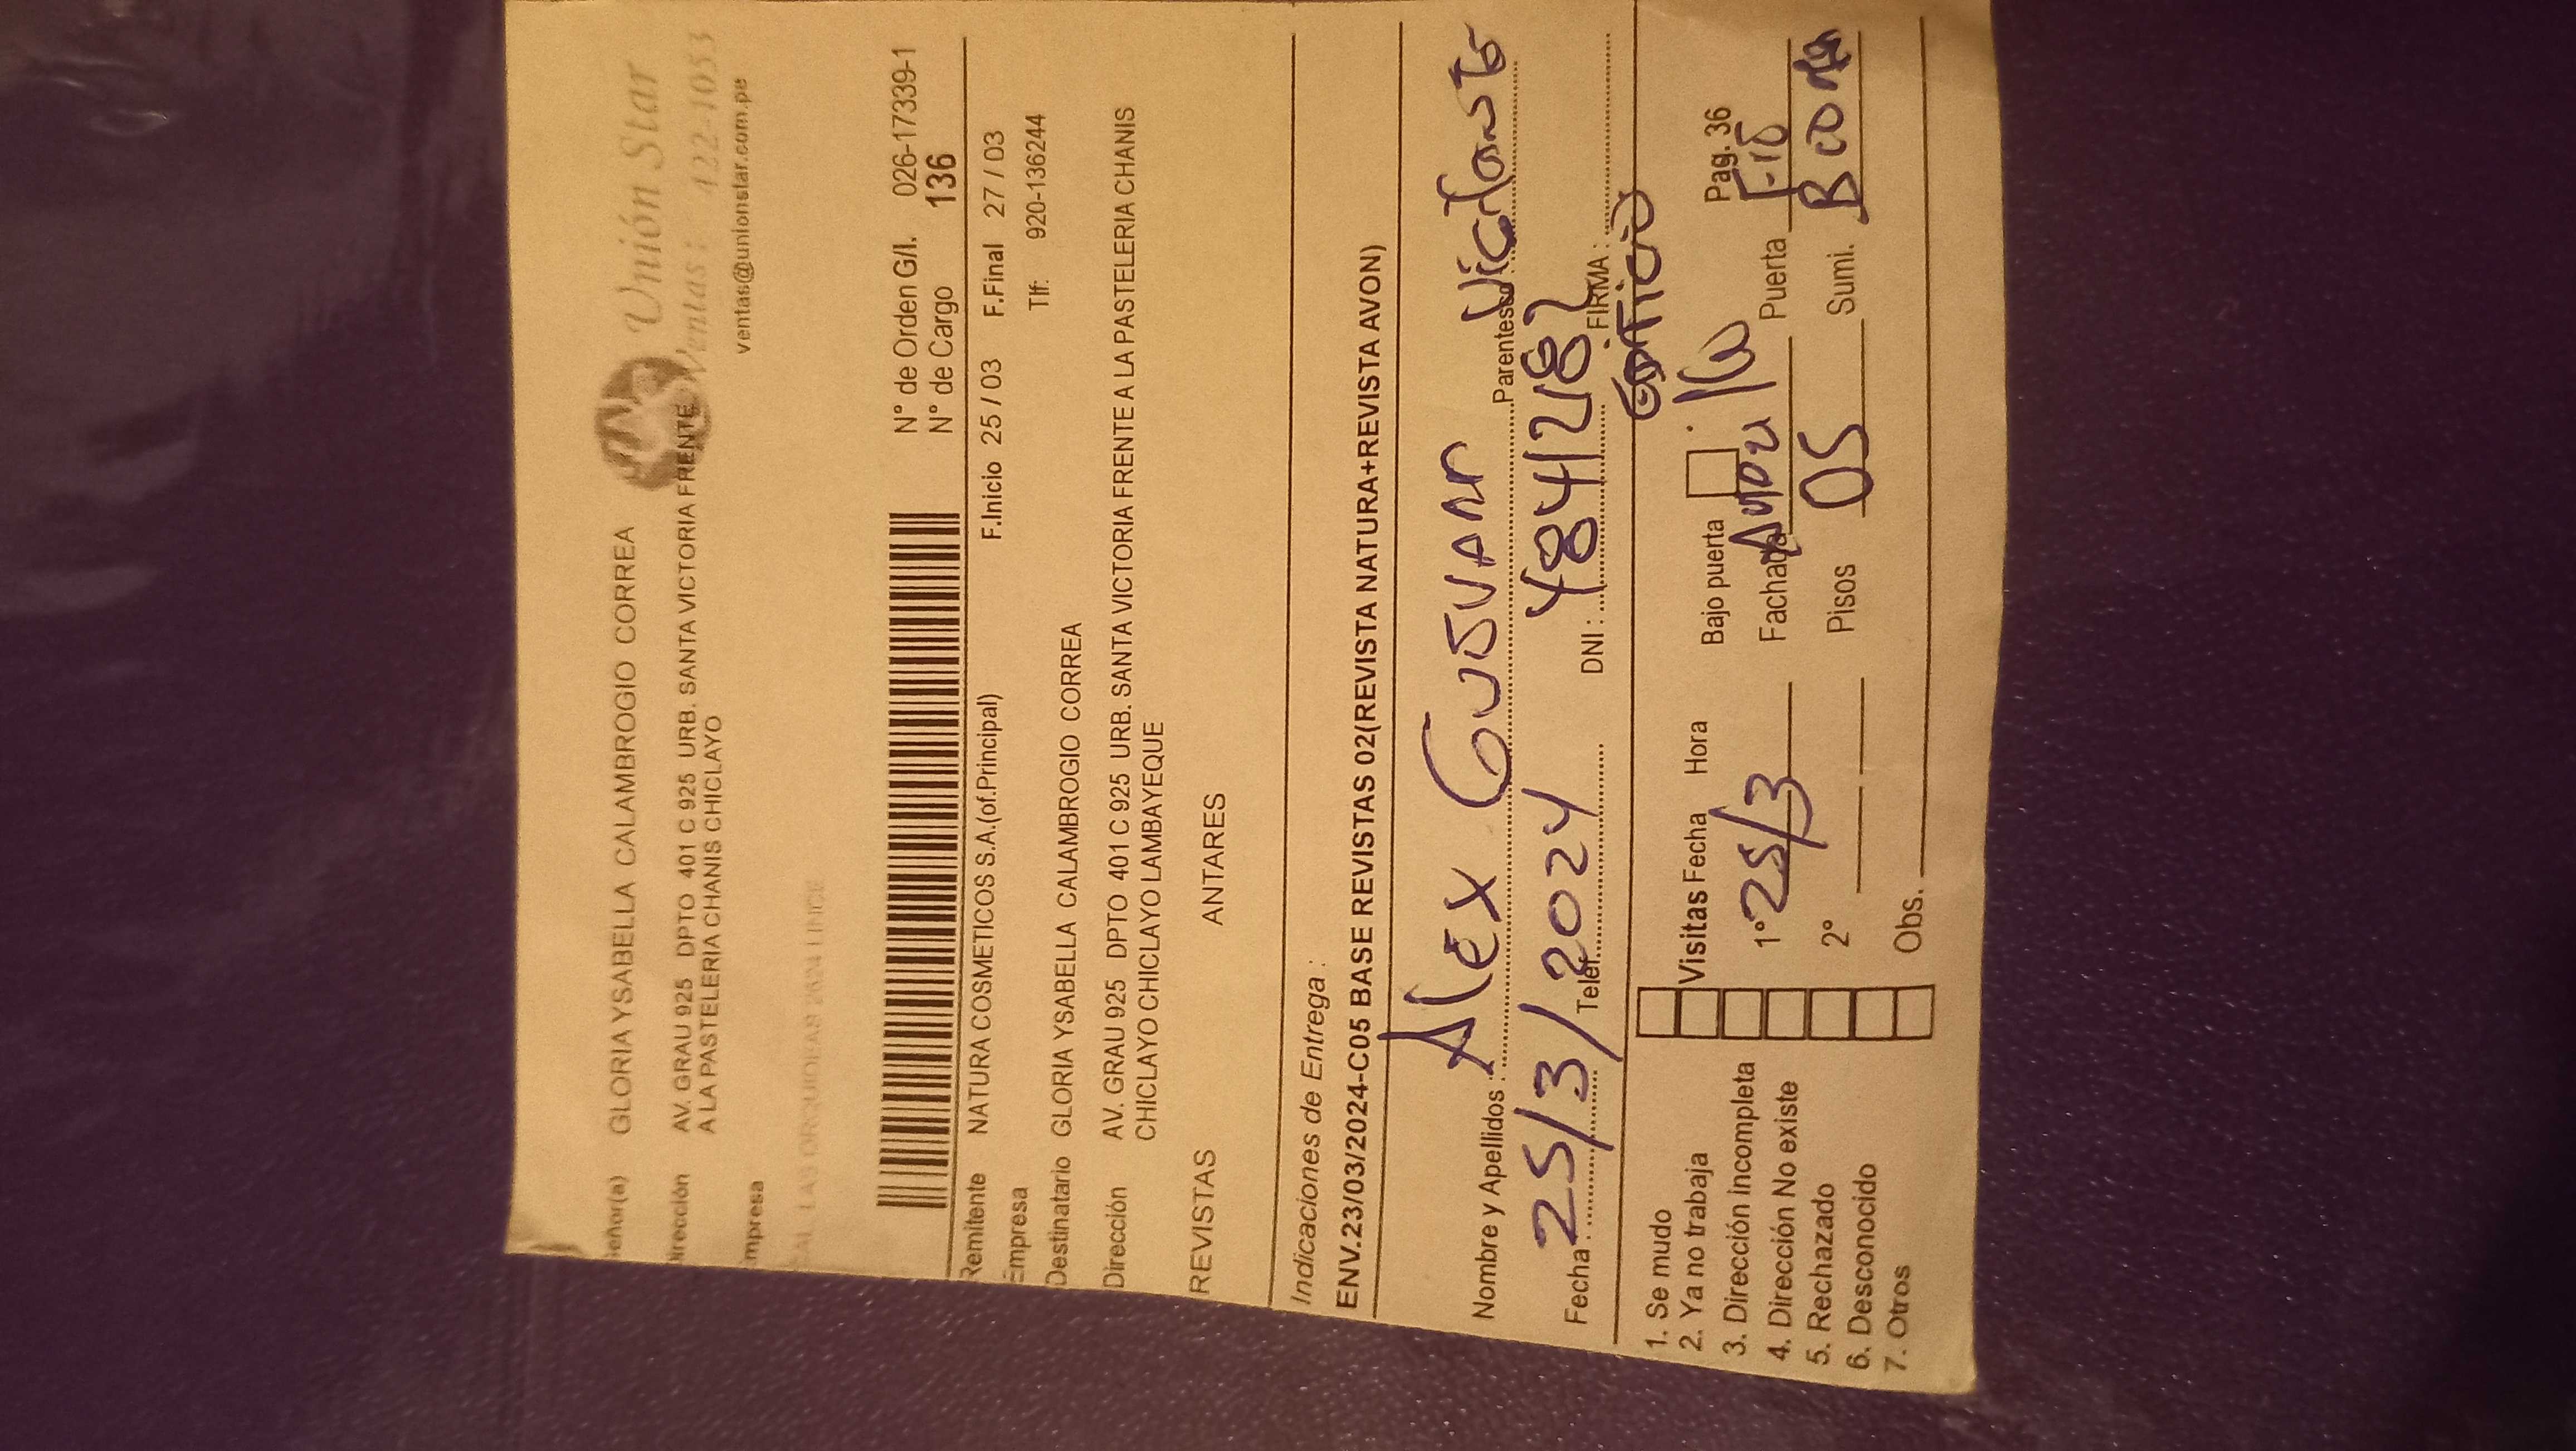 Unión Star
Ventas : 422-1053
ventas@unionstar.com.pe
eñor(a) GLORIA YSABELLA CALAMBROGIO CORREA
irección AV. GRAU 925 DPTO 401 C 925 URB. SANTA VICTORIA FRENTE
A LA PASTELERIA CHANIS CHICLAYO
mpresa
N° de Orden G/I. 026-17339-1
N° de Cargo 136
Remitente NATURA COSMETICOS S.A.(of.Principal) F.Inicio 25 / 03 F.Final 27 / 03
Empresa Tlf: 920-136244
Destinatario GLORIA YSABELLA CALAMBROGIO CORREA
Dirección AV. GRAU 925 DPTO 401 C 925 URB. SANTA VICTORIA FRENTE A LA PASTELERIA CHANIS
CHICLAYO CHICLAYO LAMBAYEQUE
REVISTAS ANTARES
Indicaciones de Entrega :
ENV.23/03/2024-C05 BASE REVISTAS 02(REVISTA NATURA+REVISTA AVON)
Nombre y Apellidos : Alex Parentesco:
Fecha : 25/3/2024 Telef. DNI : 48412182 FIRMA :
1. Se mudo
2. Ya no trabaja Visitas Fecha Hora Bajo puerta Pag. 36
3. Dirección incompleta 1° 25/3 Fachada Puerta
4. Dirección No existe
5. Rechazado 2° Pisos 05 Sumi.
6. Desconocido
7. Otros Obs.